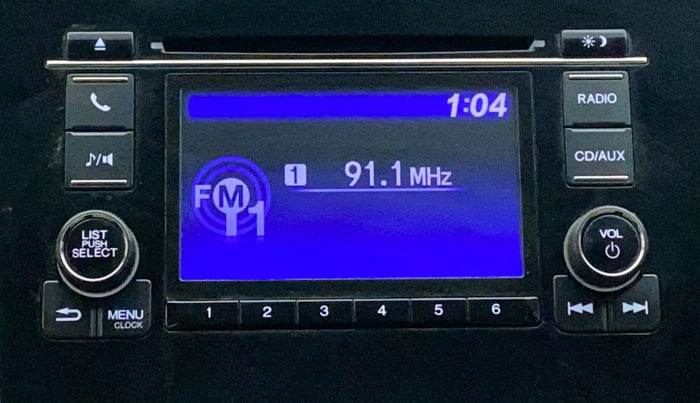 1:04
RADIO
CD/AUX
1 91.1 MHz
FM 1
LIST
PUSH
SELECT
VOL
MENU
CLOCK
1 2 3 4 5 6